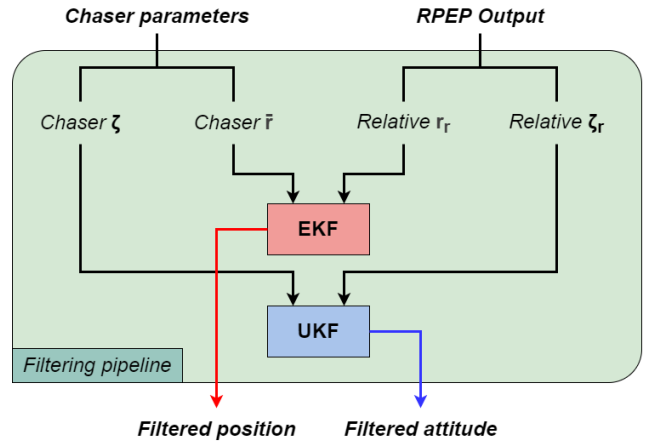 Chaser parameters
RPEP Output
Chaser ζ
Chaser r̄
Relative rᵣ
Relative ζᵣ
EKF
UKF
Filtering pipeline
Filtered position
Filtered attitude